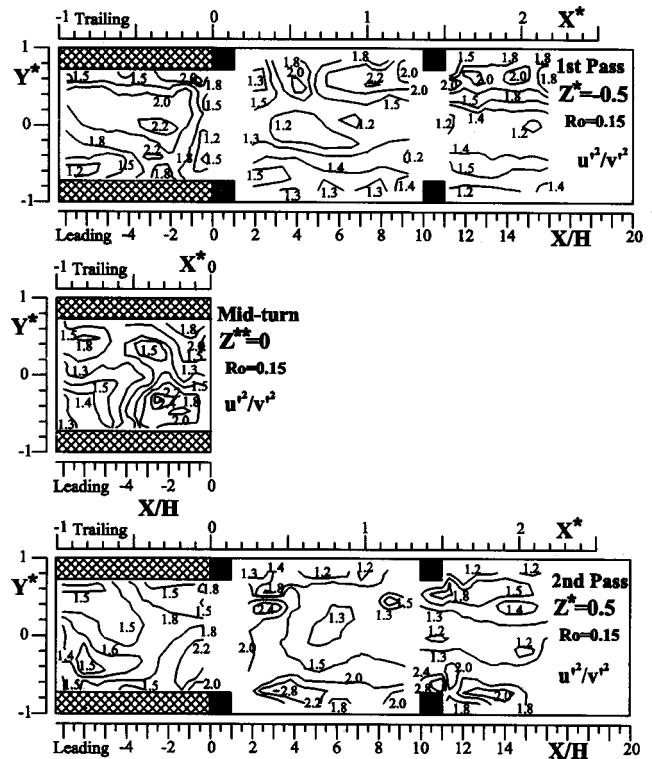 -1 Trailing 0 1 2 X*
1 Y* 0 -1
1.5 1.5 2.0 1.8 1.8 1.8 1.5 1.8
2.0 1.5 2.0 2.2 2.0 2.0 2.0 2.0 1st Pass
2.0 1.5 1.5 1.5 1.8 Z*=-0.5
2.2 1.2 1.2 1.2 1.2 1.4 1.2 Ro=0.15
1.8 2.2 1.8 1.3 1.2 u'²/v'²
1.2 1.5 1.8 1.5 1.5 1.4 1.5 1.4
1.3 1.3 1.3 1.2
Leading -4 -2 0 2 4 6 8 10 12 14 16 20
X/H
-1 Trailing X* 0
1 Y* 0 -1
Mid-turn
Z**=0
Ro=0.15
u'²/v'²
1.5 1.8 1.8 1.5 1.5
1.3 1.3
1.5 1.5
1.4 1.8
1.3 2.0
Leading -4 -2 0
X/H
-1 Trailing 0 1 2 X*
1 Y* 0 -1
1.4 1.2 1.2 1.2 1.2
1.5 1.8 1.8 1.8 1.5 2nd Pass
1.5 2.4 1.5 1.4 Z*=0.5
1.5 1.8 1.3 1.2 Ro=0.15
1.4 1.6 2.2 2.0 1.3 1.2
1.5 1.5 2.4 2.0 u'²/v'²
1.5 1.5 2.0 2.8 2.0 2.8 2.0
2.2 1.8 2.2 1.8 1.8
Leading -4 -2 0 2 4 6 8 10 12 14 16 20
X/H